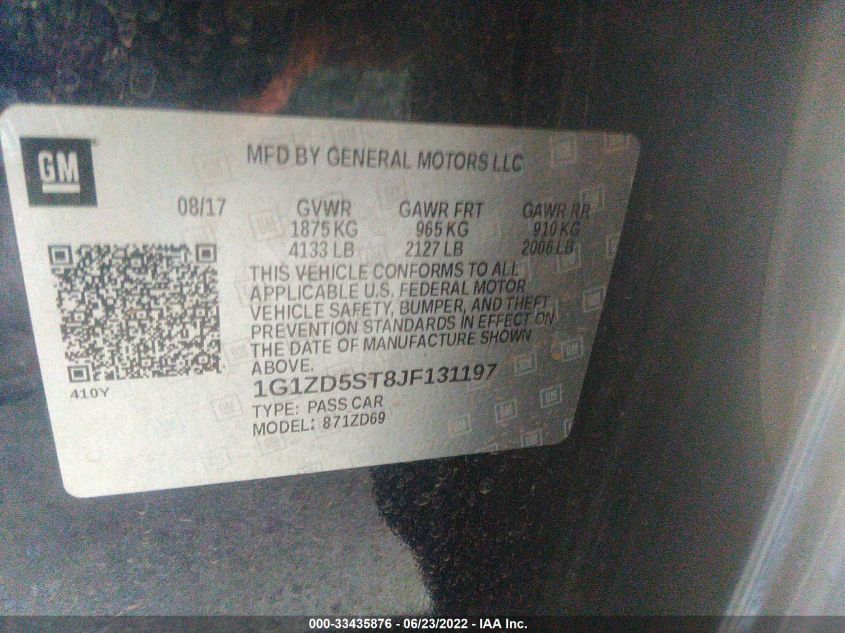 GM
MFD BY GENERAL MOTORS LLC
08/17 GVWR GAWR FRT GAWR RR
1875 KG 965 KG 910 KG
4133 LB 2127 LB 2006 LB
THIS VEHICLE CONFORMS TO ALL
APPLICABLE U.S. FEDERAL MOTOR
VEHICLE SAFETY, BUMPER, AND THEFT
PREVENTION STANDARDS IN EFFECT ON
THE DATE OF MANUFACTURE SHOWN
ABOVE.
410Y
1G1ZD5ST8JF131197
TYPE: PASS CAR
MODEL: 871ZD69
000-33435876 - 06/23/2022 - IAA Inc.